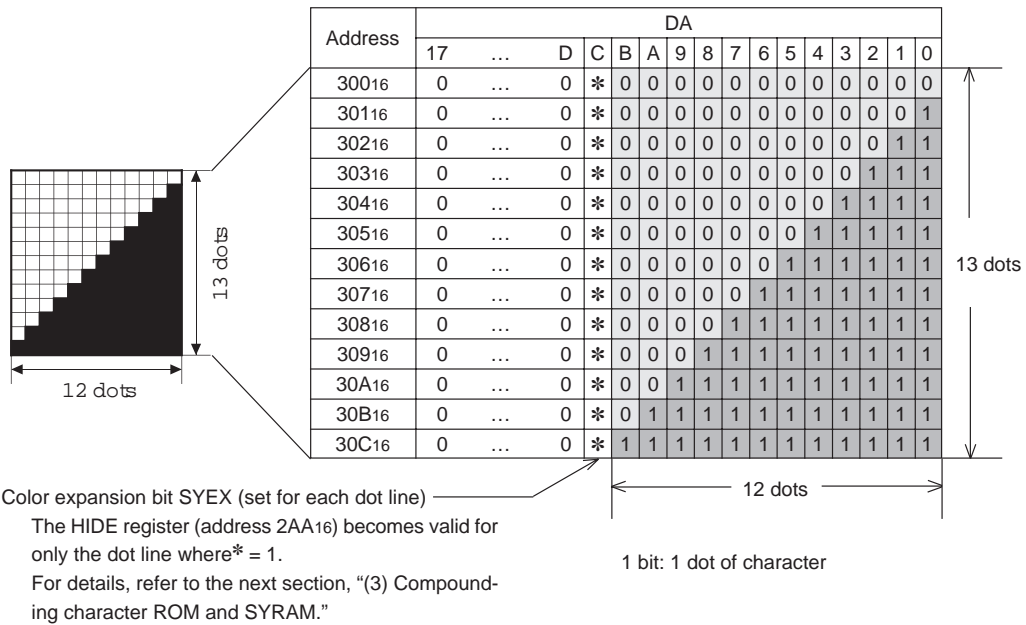 Address DA
17 … D C B A 9 8 7 6 5 4 3 2 1 0
30016 0 … 0 ✻ 0 0 0 0 0 0 0 0 0 0 0 0
30116 0 … 0 ✻ 0 0 0 0 0 0 0 0 0 0 0 1
30216 0 … 0 ✻ 0 0 0 0 0 0 0 0 0 0 1 1
30316 0 … 0 ✻ 0 0 0 0 0 0 0 0 0 1 1 1
30416 0 … 0 ✻ 0 0 0 0 0 0 0 0 1 1 1 1
30516 0 … 0 ✻ 0 0 0 0 0 0 0 1 1 1 1 1
30616 0 … 0 ✻ 0 0 0 0 0 0 1 1 1 1 1 1
30716 0 … 0 ✻ 0 0 0 0 0 1 1 1 1 1 1 1
30816 0 … 0 ✻ 0 0 0 0 1 1 1 1 1 1 1 1
30916 0 … 0 ✻ 0 0 0 1 1 1 1 1 1 1 1 1
30A16 0 … 0 ✻ 0 0 1 1 1 1 1 1 1 1 1 1
30B16 0 … 0 ✻ 0 1 1 1 1 1 1 1 1 1 1 1
30C16 0 … 0 ✻ 1 1 1 1 1 1 1 1 1 1 1 1
13 dots
12 dots
13 dots
12 dots
Color expansion bit SYEX (set for each dot line)
The HIDE register (address 2AA16) becomes valid for
only the dot line where✻ = 1.
For details, refer to the next section, “(3) Compound-
ing character ROM and SYRAM.”
1 bit: 1 dot of character